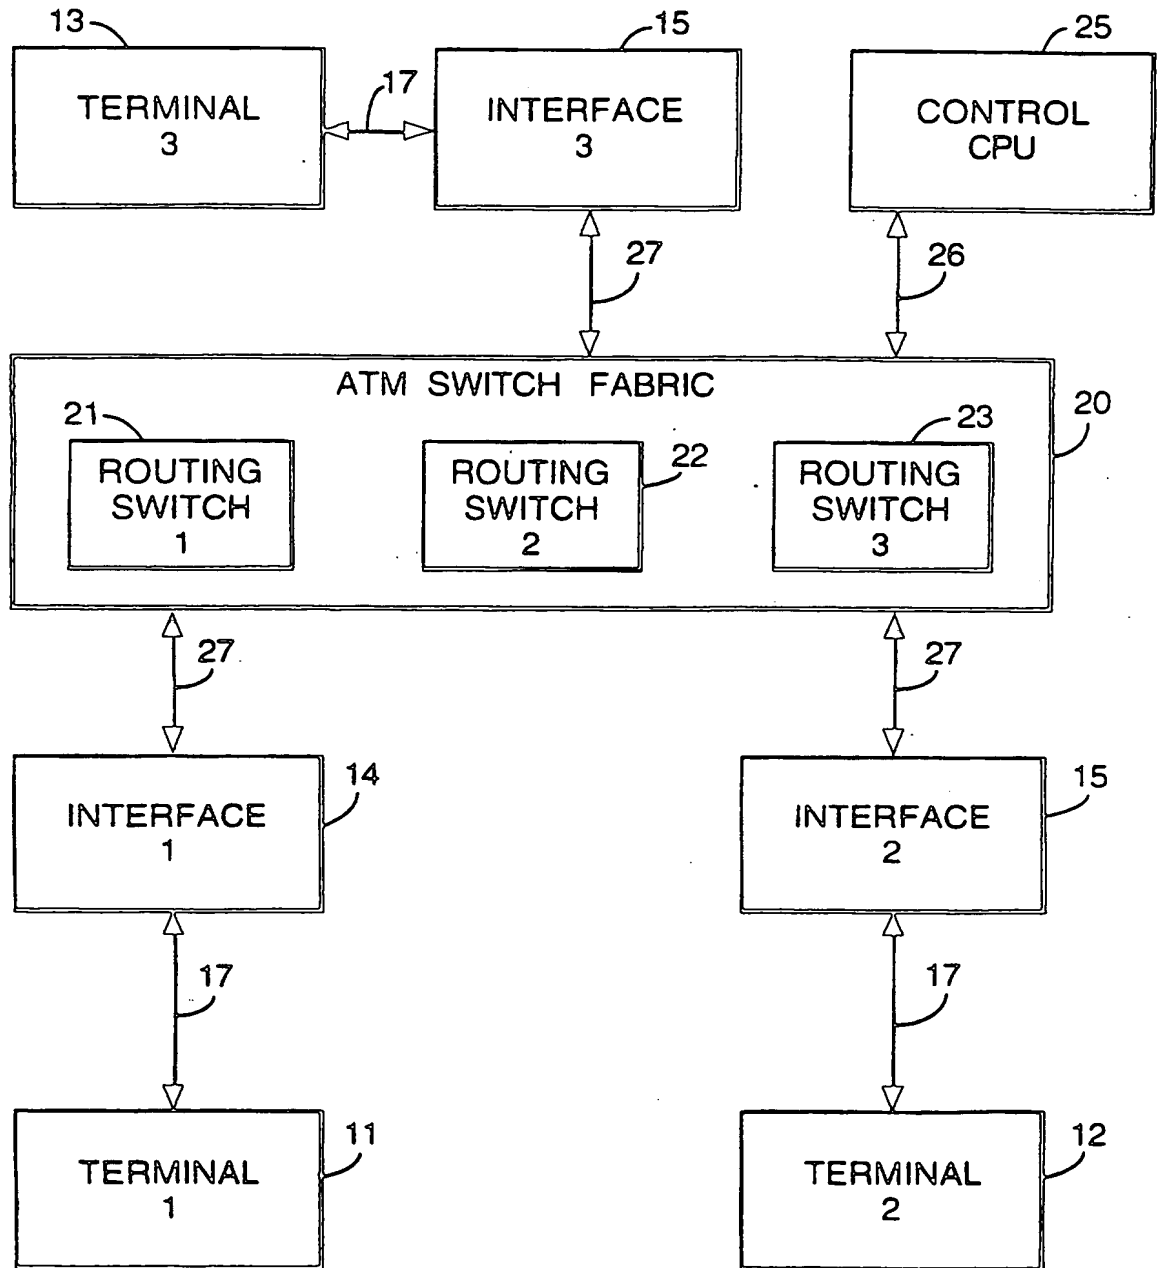 13
15
25
TERMINAL
3
17
INTERFACE
3
CONTROL
CPU
27
26
ATM SWITCH FABRIC
20
21
ROUTING
SWITCH
1
22
ROUTING
SWITCH
2
23
ROUTING
SWITCH
3
27
27
INTERFACE
1
14
INTERFACE
2
15
17
17
TERMINAL
1
11
TERMINAL
2
12